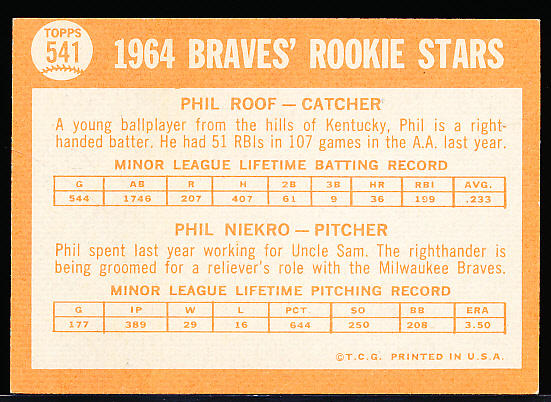 TOPPS
541
1964 BRAVES' ROOKIE STARS
PHIL ROOF — CATCHER
A young ballplayer from the hills of Kentucky, Phil is a right-
handed batter. He had 51 RBIs in 107 games in the A.A. last year.
MINOR LEAGUE LIFETIME BATTING RECORD
G AB R H 2B 3B HR RBI AVG.
544 1746 207 407 61 9 36 199 .233
PHIL NIEKRO — PITCHER
Phil spent last year working for Uncle Sam. The righthander is
being groomed for a reliever's role with the Milwaukee Braves.
MINOR LEAGUE LIFETIME PITCHING RECORD
G IP W L PCT. SO BB ERA
177 389 29 16 644 250 208 3.50
©T.C.G. PRINTED IN U.S.A.